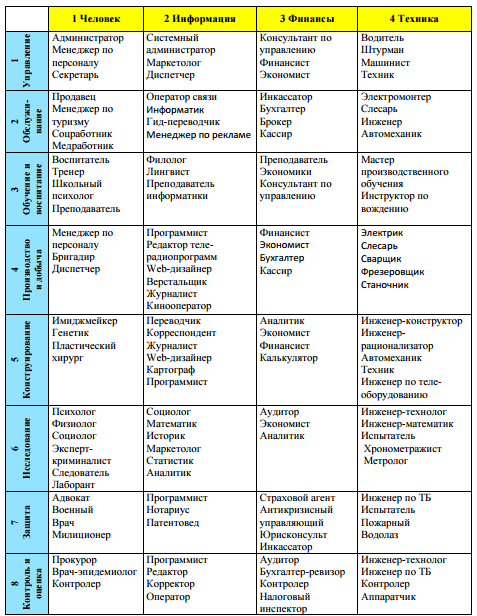 1 Человек
2 Информация
3 Финансы
4 Техника
1
Управление
Администратор
Менеджер по
персоналу
Секретарь
Системный
администратор
Маркетолог
Диспетчер
Консультант по
управлению
Финансист
Экономист
Водитель
Штурман
Машинист
Техник
2
Обслужи-
вание
Продавец
Менеджер по
туризму
Соцработник
Медработник
Оператор связи
Информатик
Гид-переводчик
Менеджер по рекламе
Инкассатор
Бухгалтер
Брокер
Кассир
Электромонтер
Слесарь
Инженер
Автомеханик
3
Обучение и
воспитание
Воспитатель
Тренер
Школьный
психолог
Преподаватель
Филолог
Лингвист
Преподаватель
информатики
Преподаватель
Экономики
Консультант по
управлению
Мастер
производственного
обучения
Инструктор по
вождению
4
Производство
и добыча
Менеджер по
персоналу
Бригадир
Диспетчер
Программист
Редактор теле-
радиопрограмм
Web-дизайнер
Верстальщик
Журналист
Кинооператор
Финансист
Экономист
Бухгалтер
Кассир
Электрик
Слесарь
Сварщик
Фрезеровщик
Станочник
5
Конструирование
Имиджмейкер
Генетик
Пластический
хирург
Переводчик
Корреспондент
Журналист
Web-дизайнер
Картограф
Программист
Аналитик
Экономист
Финансист
Калькулятор
Инженер-конструктор
Инженер-
рационализатор
Автомеханик
Техник
Инженер по теле-
оборудованию
6
Исследование
Психолог
Физиолог
Социолог
Эксперт-
криминалист
Следователь
Лаборант
Социолог
Математик
Историк
Маркетолог
Статистик
Аналитик
Аудитор
Экономист
Аналитик
Инженер-технолог
Инженер-математик
Испытатель
Хронометражист
Метролог
7
Защита
Адвокат
Военный
Врач
Милиционер
Программист
Нотариус
Патентовед
Страховой агент
Антикризисный
управляющий
Юрисконсульт
Инкассатор
Инженер по ТБ
Испытатель
Пожарный
Водолаз
8
Контроль и
оценка
Прокурор
Врач-эпидемиолог
Контролер
Программист
Редактор
Корректор
Оператор
Аудитор
Бухгалтер-ревизор
Контролер
Налоговый
инспектор
Инженер-технолог
Инженер по ТБ
Контролер
Аппаратчик